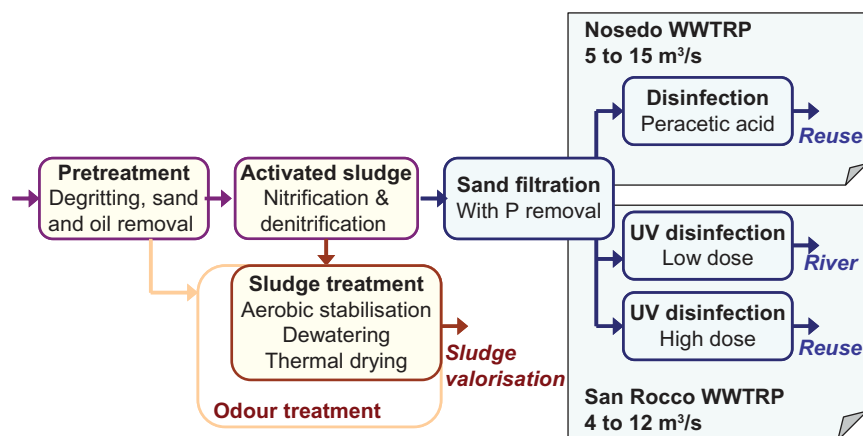 Nosedo WWTRP
5 to 15 m³/s
Disinfection
Peracetic acid
Reuse
Pretreatment
Degritting, sand
and oil removal
Activated sludge
Nitrification &
denitrification
Sand filtration
With P removal
UV disinfection
Low dose
River
Sludge treatment
Aerobic stabilisation
Dewatering
Thermal drying
Sludge
valorisation
UV disinfection
High dose
Reuse
Odour treatment
San Rocco WWTRP
4 to 12 m³/s